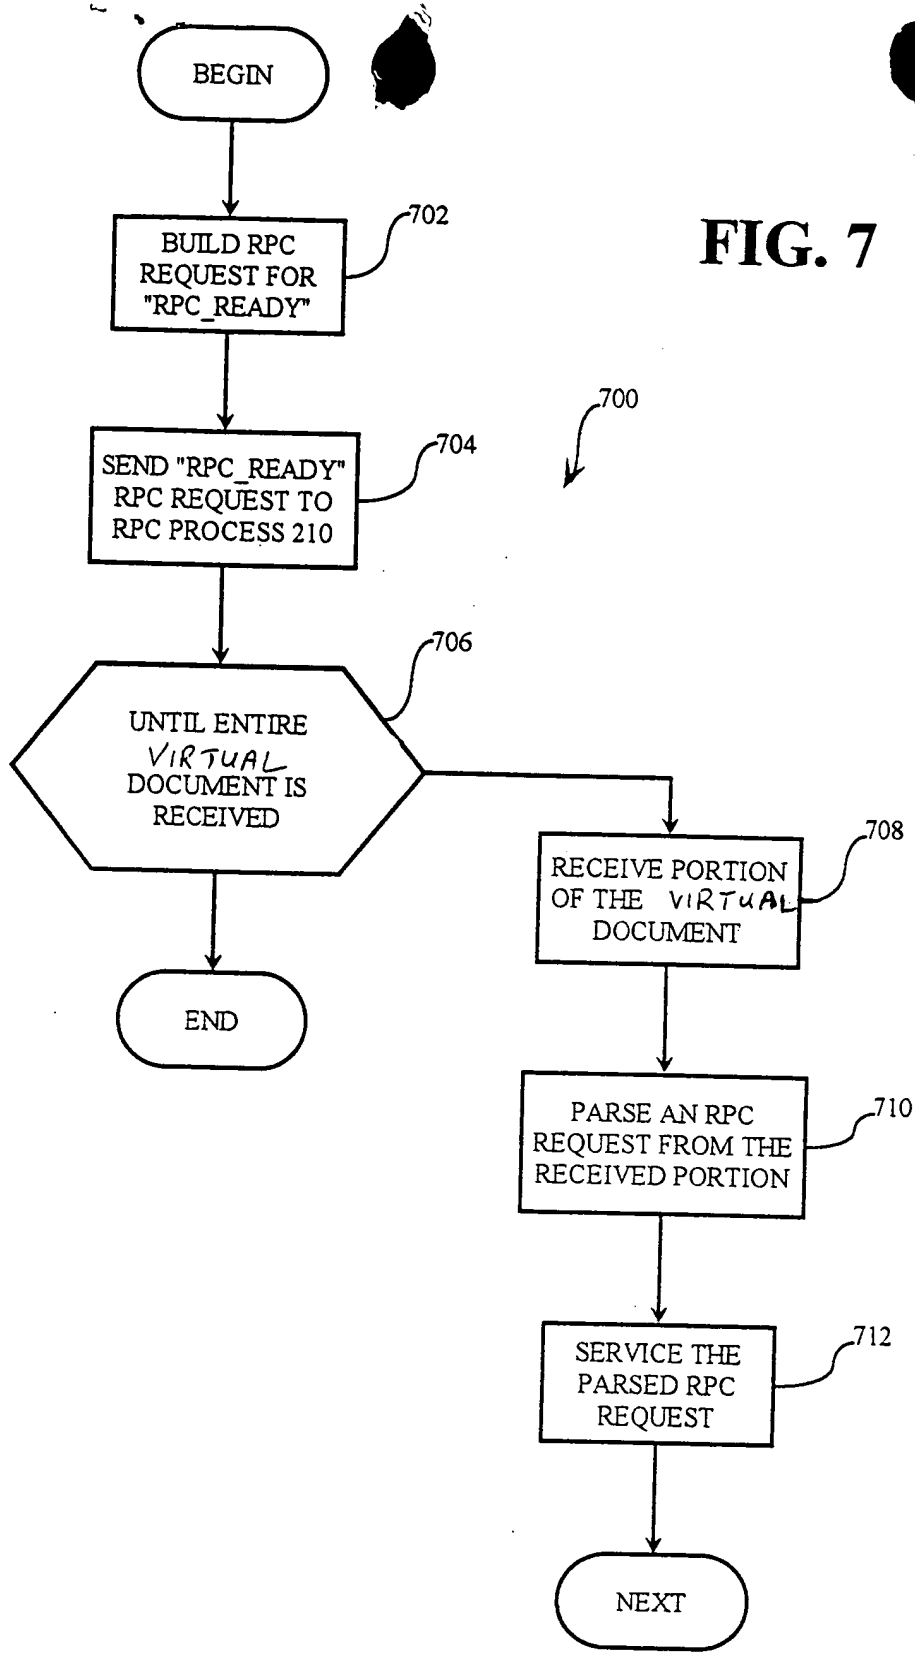 BEGIN
FIG. 7
702
BUILD RPC
REQUEST FOR
"RPC_READY"
700
704
SEND "RPC_READY"
RPC REQUEST TO
RPC PROCESS 210
706
UNTIL ENTIRE
VIRTUAL
DOCUMENT IS
RECEIVED
708
RECEIVE PORTION
OF THE VIRTUAL
DOCUMENT
END
710
PARSE AN RPC
REQUEST FROM THE
RECEIVED PORTION
712
SERVICE THE
PARSED RPC
REQUEST
NEXT